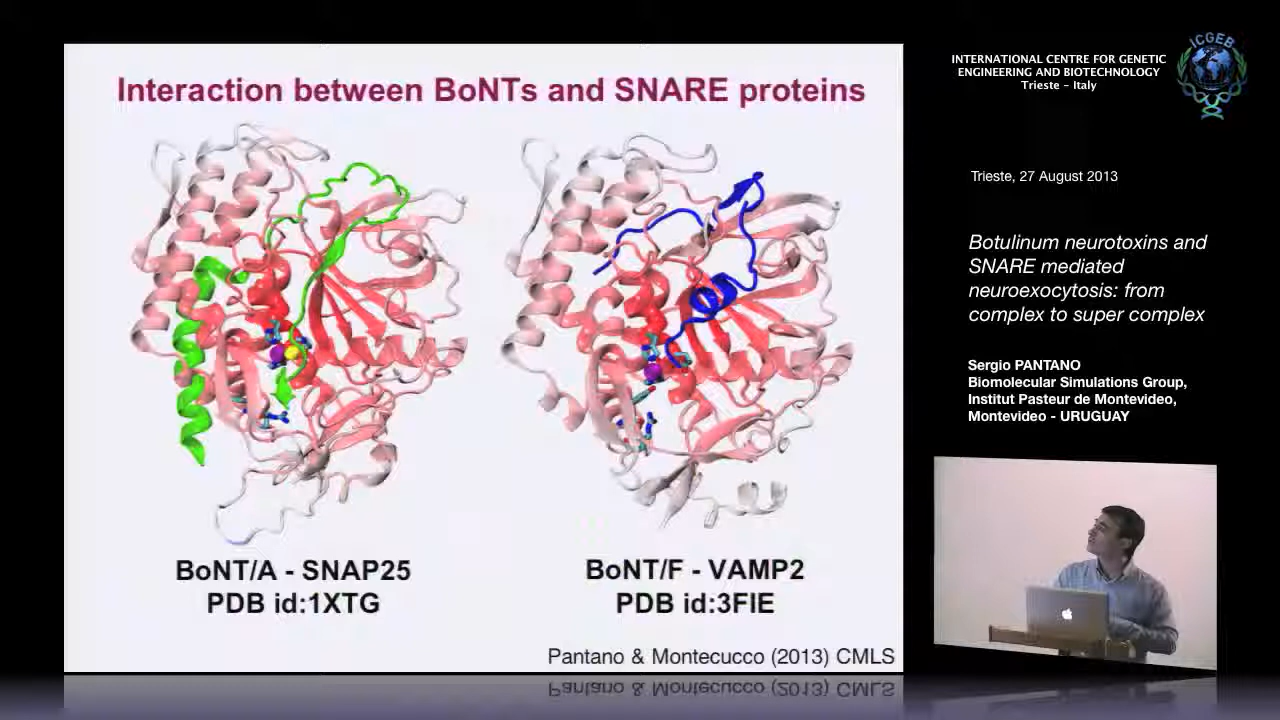 Interaction between BoNTs and SNARE proteins
BoNT/A - SNAP25
PDB id:1XTG
BoNT/F - VAMP2
PDB id:3FIE
Pantano & Montecucco (2013) CMLS
INTERNATIONAL CENTRE FOR GENETIC
ENGINEERING AND BIOTECHNOLOGY
Trieste - Italy
ICGEB
Trieste, 27 August 2013
Botulinum neurotoxins and
SNARE mediated
neuroexocytosis: from
complex to super complex
Sergio PANTANO
Biomolecular Simulations Group,
Institut Pasteur de Montevideo,
Montevideo - URUGUAY